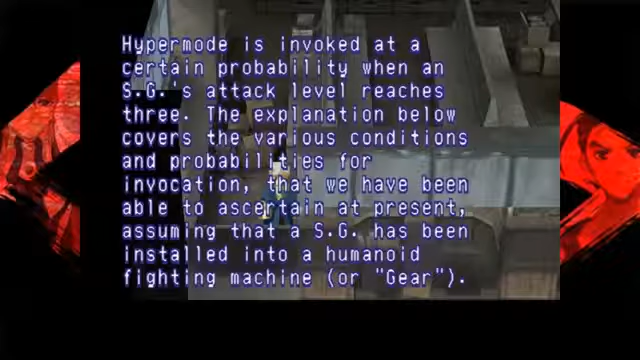 Hypermode is invoked at a
certain probability when an
S.G.'s attack level reaches
three. The explanation below
covers the various conditions
and probabilities for
invocation, that we have been
able to ascertain at present,
assuming that a S.G. has been
installed into a humanoid
fighting machine (or "Gear").